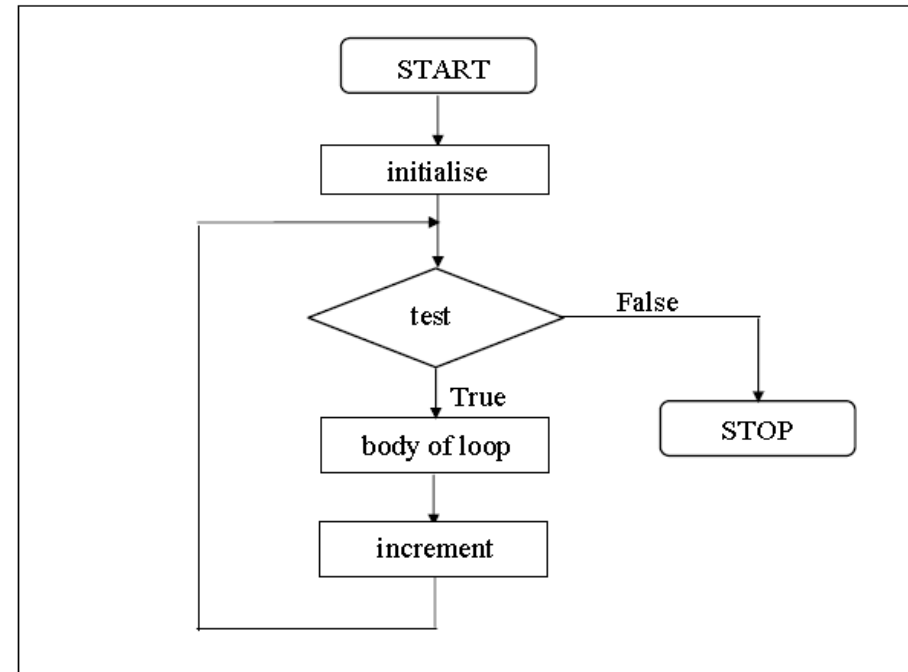 START
initialise
test
False
True
body of loop
STOP
increment